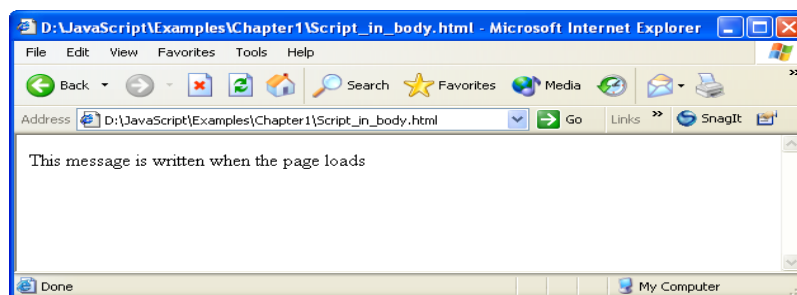 D:\JavaScript\Examples\Chapter1\Script_in_body.html - Microsoft Internet Explorer
File Edit View Favorites Tools Help
Back Search Favorites Media »
Address D:\JavaScript\Examples\Chapter1\Script_in_body.html Go Links » SnagIt
This message is written when the page loads
Done My Computer